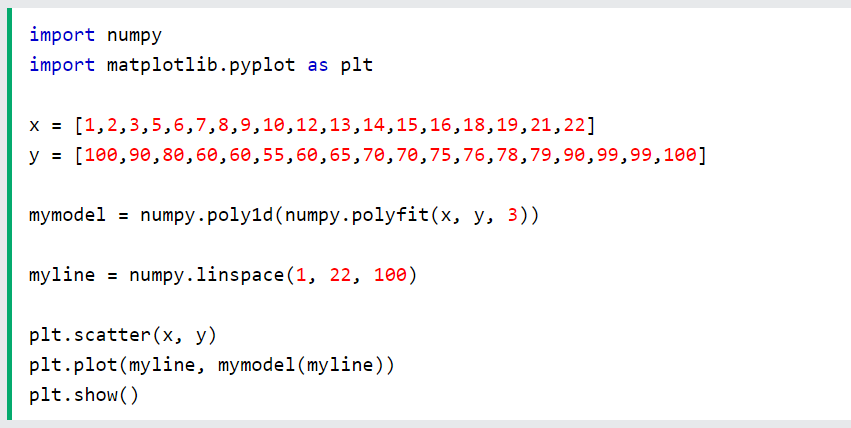 import numpy
import matplotlib.pyplot as plt
x = [1,2,3,5,6,7,8,9,10,12,13,14,15,16,18,19,21,22]
y = [100,90,80,60,60,55,60,65,70,70,75,76,78,79,90,99,99,100]
mymodel = numpy.poly1d(numpy.polyfit(x, y, 3))
myline = numpy.linspace(1, 22, 100)
plt.scatter(x, y)
plt.plot(myline, mymodel(myline))
plt.show()